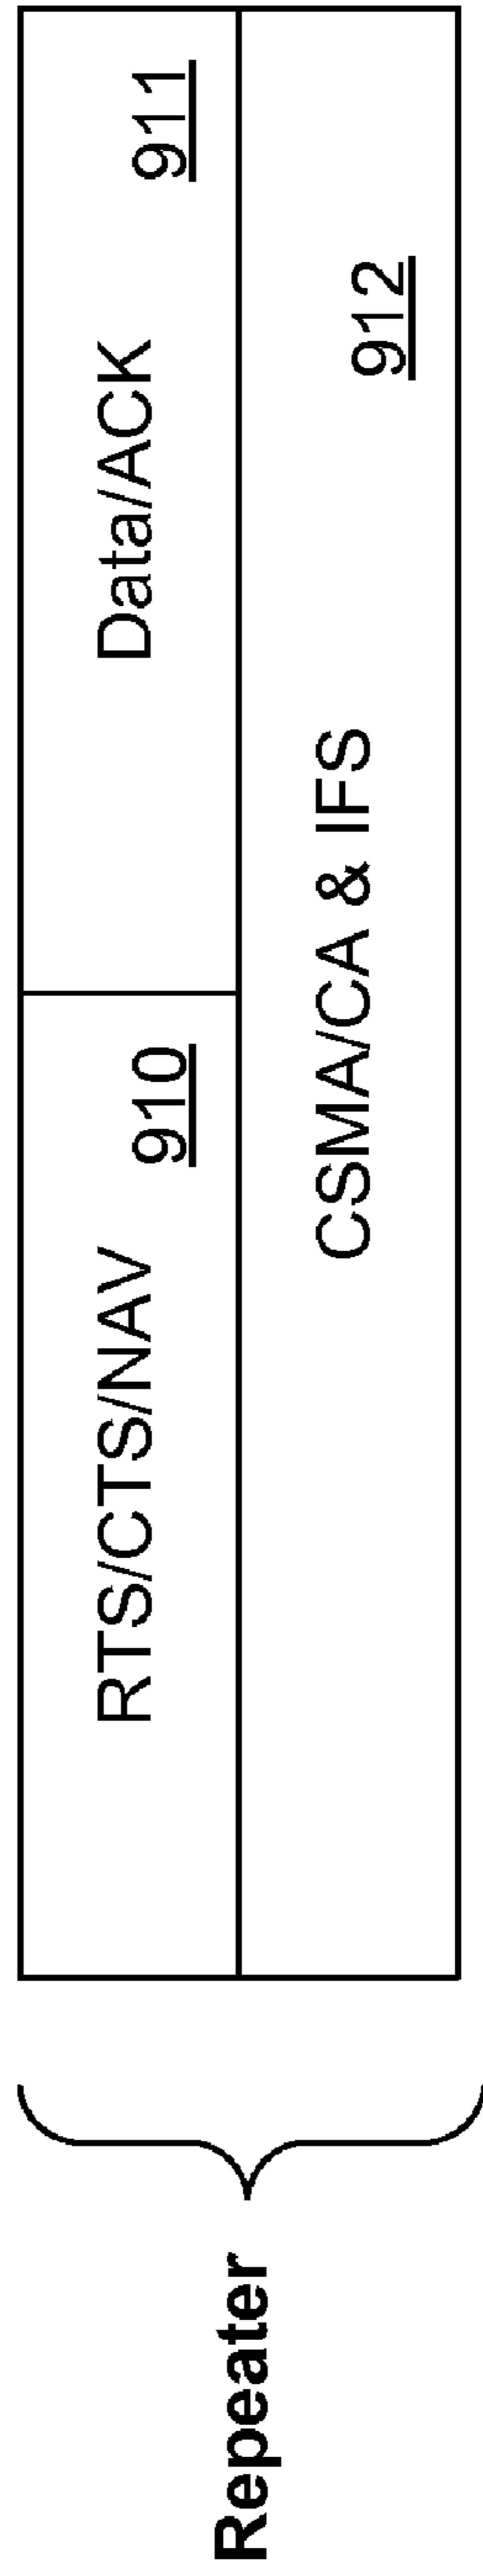 Repeater
RTS/CTS/NAV
910
Data/ACK
911
CSMA/CA & IFS
912